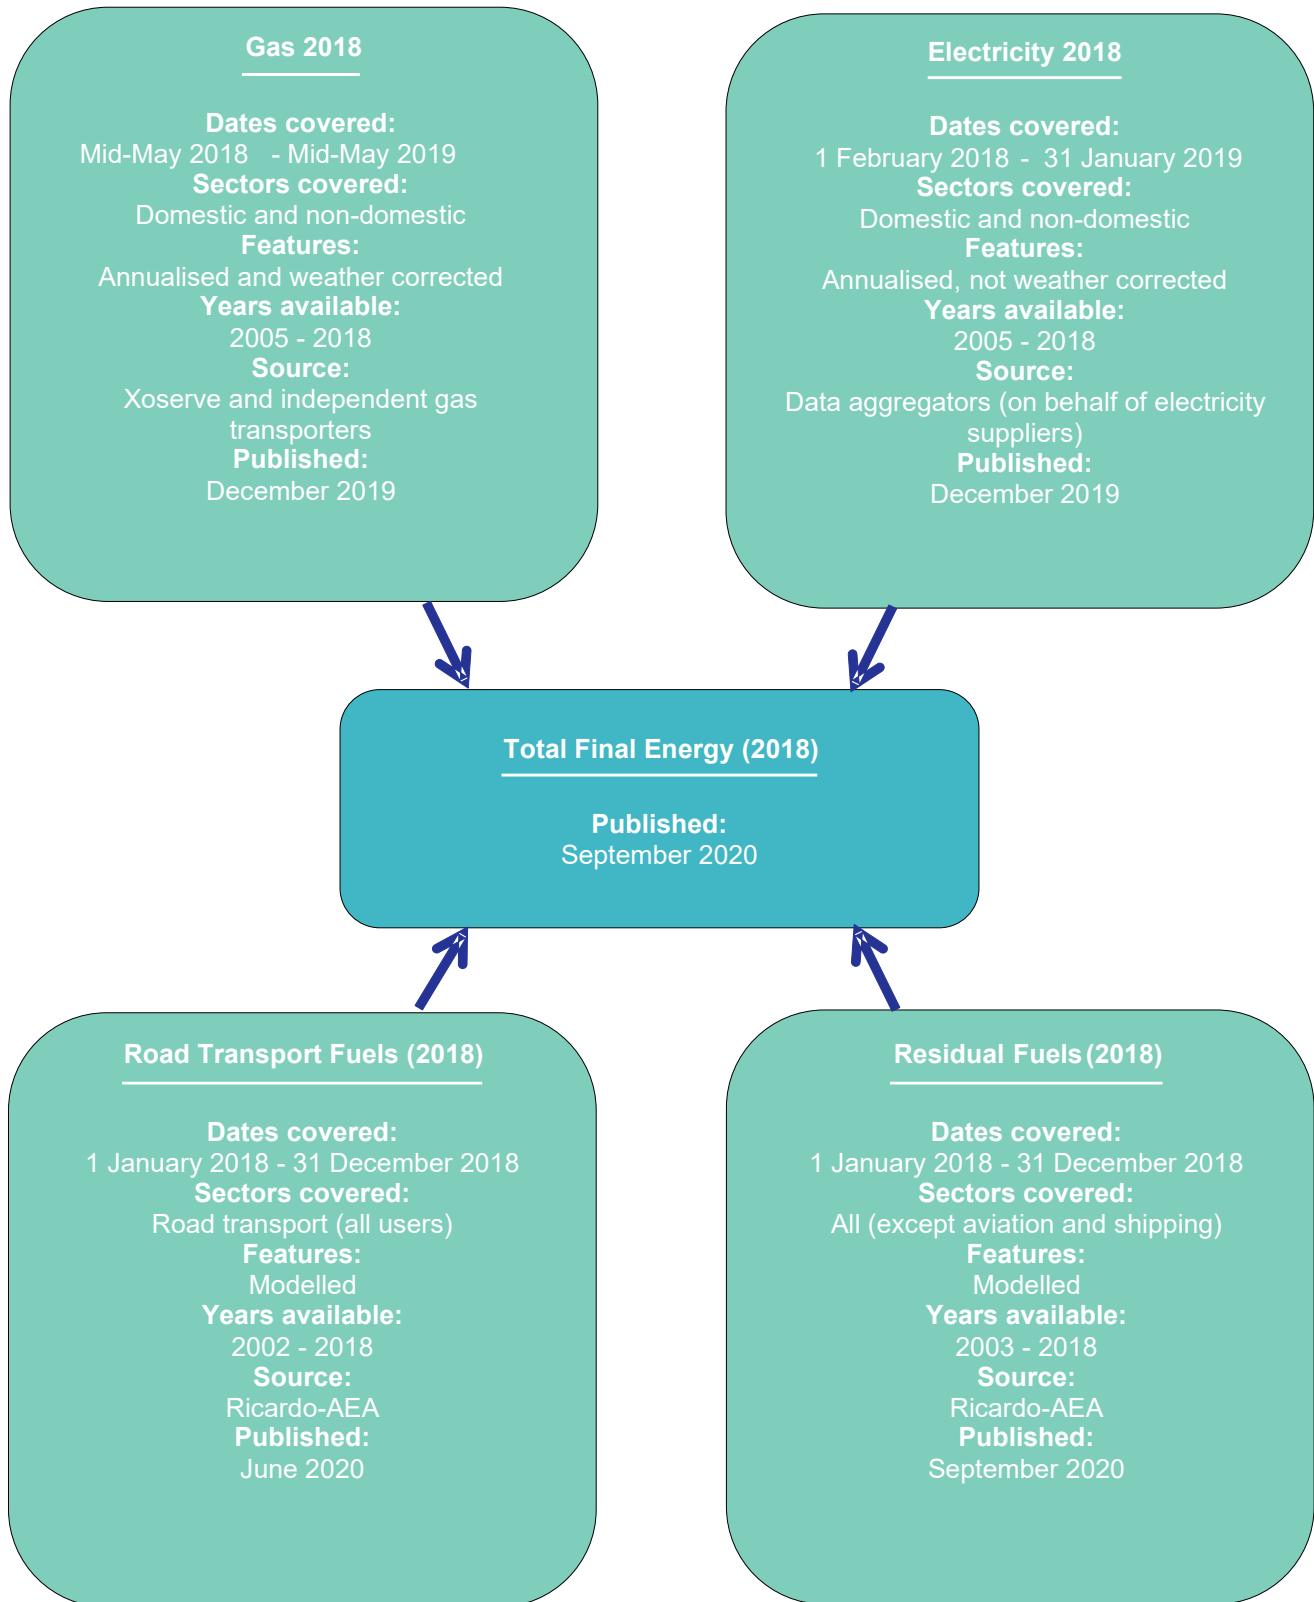 Gas 2018
Dates covered:
Mid-May 2018 - Mid-May 2019
Sectors covered:
Domestic and non-domestic
Features:
Annualised and weather corrected
Years available:
2005 - 2018
Source:
Xoserve and independent gas
transporters
Published:
December 2019
Electricity 2018
Dates covered:
1 February 2018 - 31 January 2019
Sectors covered:
Domestic and non-domestic
Features:
Annualised, not weather corrected
Years available:
2005 - 2018
Source:
Data aggregators (on behalf of electricity
suppliers)
Published:
December 2019
Total Final Energy (2018)
Published:
September 2020
Road Transport Fuels (2018)
Dates covered:
1 January 2018 - 31 December 2018
Sectors covered:
Road transport (all users)
Features:
Modelled
Years available:
2002 - 2018
Source:
Ricardo-AEA
Published:
June 2020
Residual Fuels (2018)
Dates covered:
1 January 2018 - 31 December 2018
Sectors covered:
All (except aviation and shipping)
Features:
Modelled
Years available:
2003 - 2018
Source:
Ricardo-AEA
Published:
September 2020